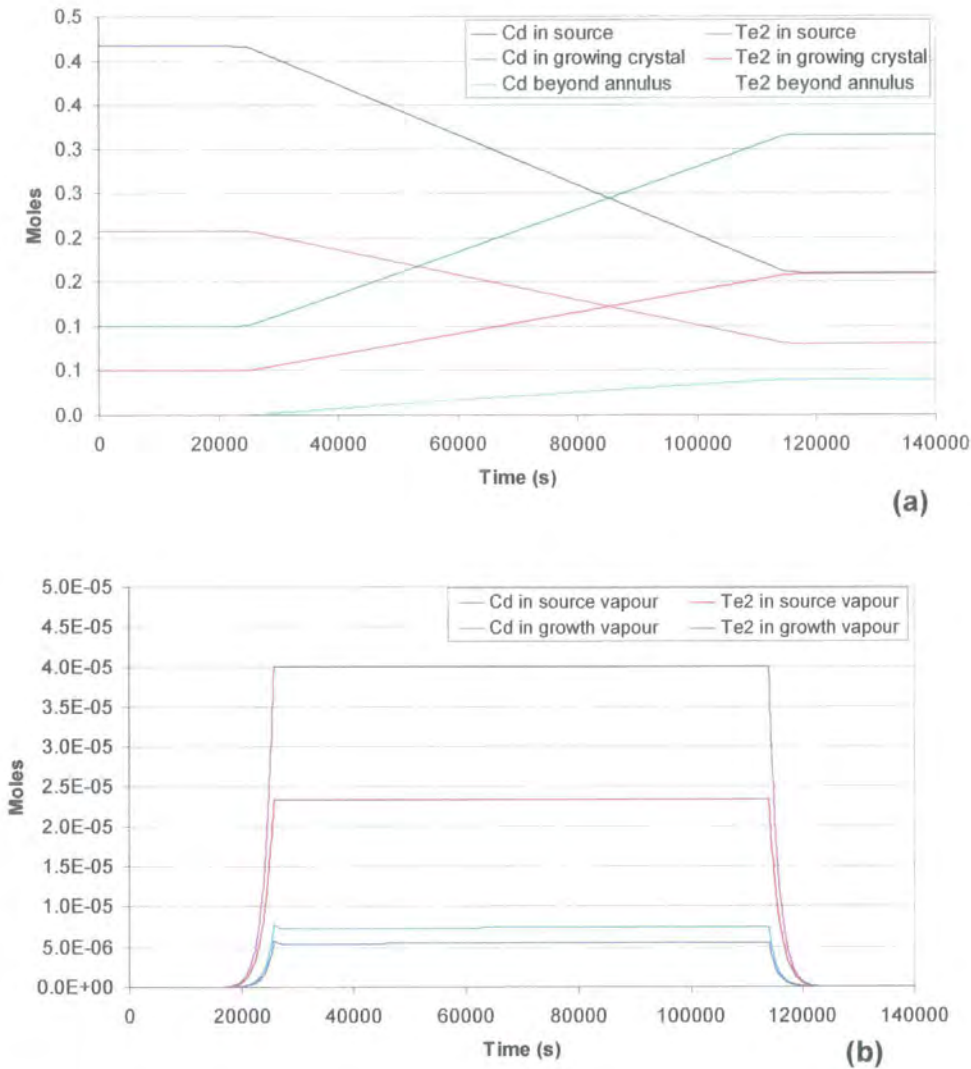 0.5
Cd in source Te2 in source
0.4
Cd in growing crystal Te2 in growing crystal
Cd beyond annulus Te2 beyond annulus
0.4
0.3
0.3
Moles
0.2
0.2
0.1
0.1
0.0
0 20000 40000 60000 80000 100000 120000 140000
Time (s)
(a)
5.0E-05
Cd in source vapour Te2 in source vapour
4.5E-05
Cd in growth vapour Te2 in growth vapour
4.0E-05
3.5E-05
3.0E-05
Moles
2.5E-05
2.0E-05
1.5E-05
1.0E-05
5.0E-06
0.0E+00
0 20000 40000 60000 80000 100000 120000 140000
Time (s)
(b)